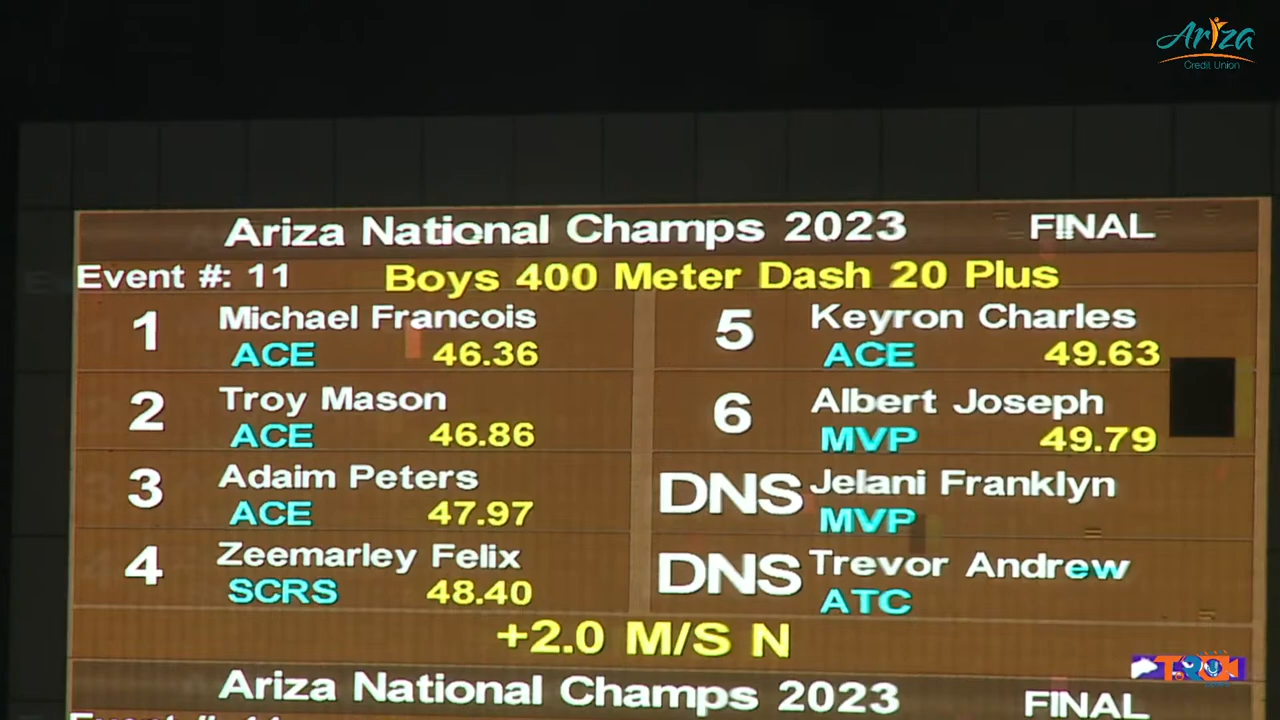 Ariza
Credit Union
Ariza National Champs 2023 FINAL
Event #: 11 Boys 400 Meter Dash 20 Plus
1 Michael Francois
ACE 46.36
2 Troy Mason
ACE 46.86
3 Adaim Peters
ACE 47.97
4 Zeemarley Felix
SCRS 48.40
5 Keyron Charles
ACE 49.63
6 Albert Joseph
MVP 49.79
DNS Jelani Franklyn
MVP
DNS Trevor Andrew
ATC
+2.0 M/S N
Ariza National Champs 2023 FINAL